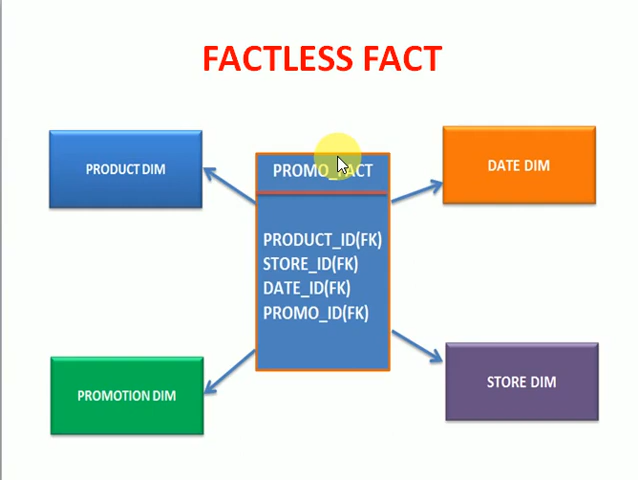 FACTLESS FACT
PRODUCT DIM
PROMO_FACT
DATE DIM
PRODUCT_ID(FK)
STORE_ID(FK)
DATE_ID(FK)
PROMO_ID(FK)
PROMOTION DIM
STORE DIM